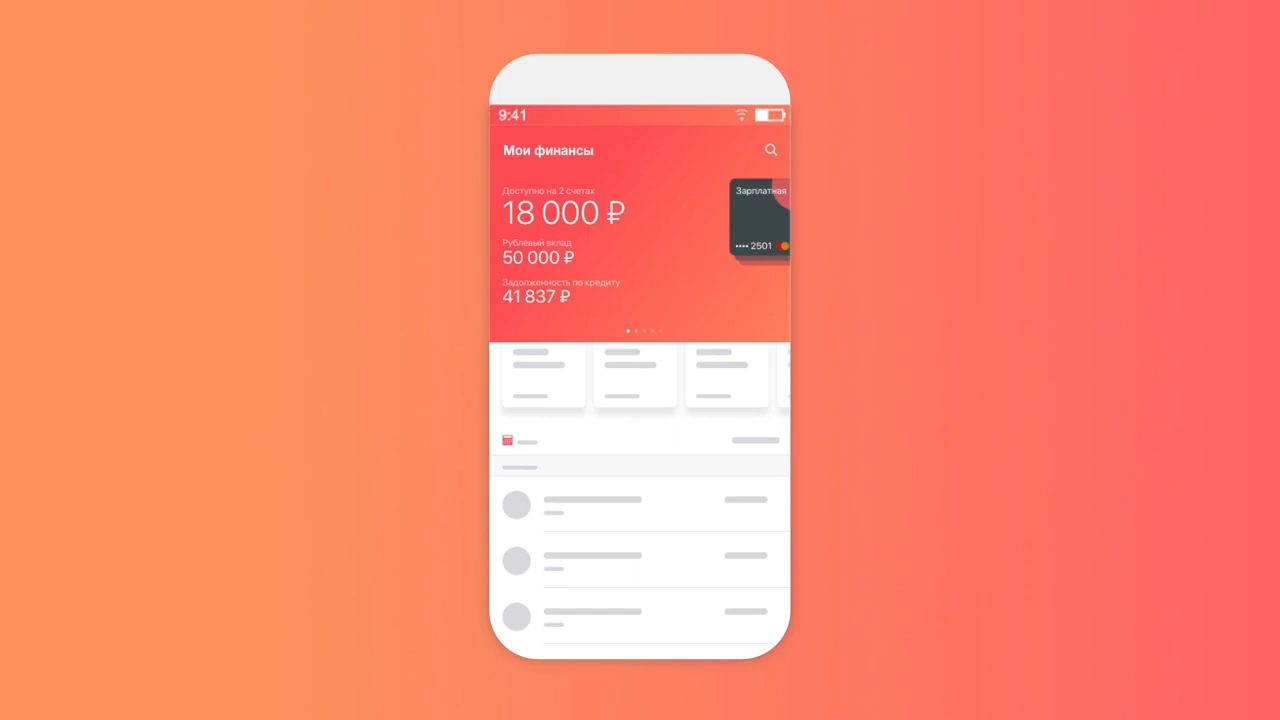 9:41
Мои финансы
Доступно на 2 счетах
18 000 ₽
Рублевый вклад
50 000 ₽
Задолженность по кредиту
41 837 ₽
Зарплатная
•••• 2501